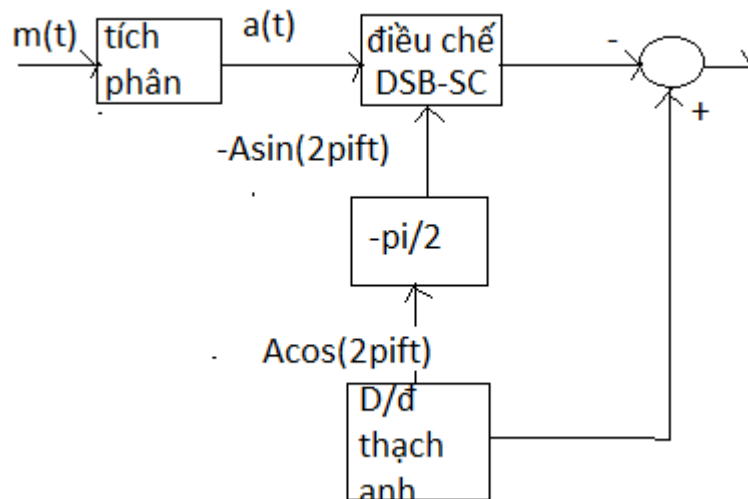 m(t)
tích
phân
a(t)
điều chế
DSB-SC
-
+
-Asin(2pift)
-pi/2
Acos(2pift)
D/đ
thạch
anh